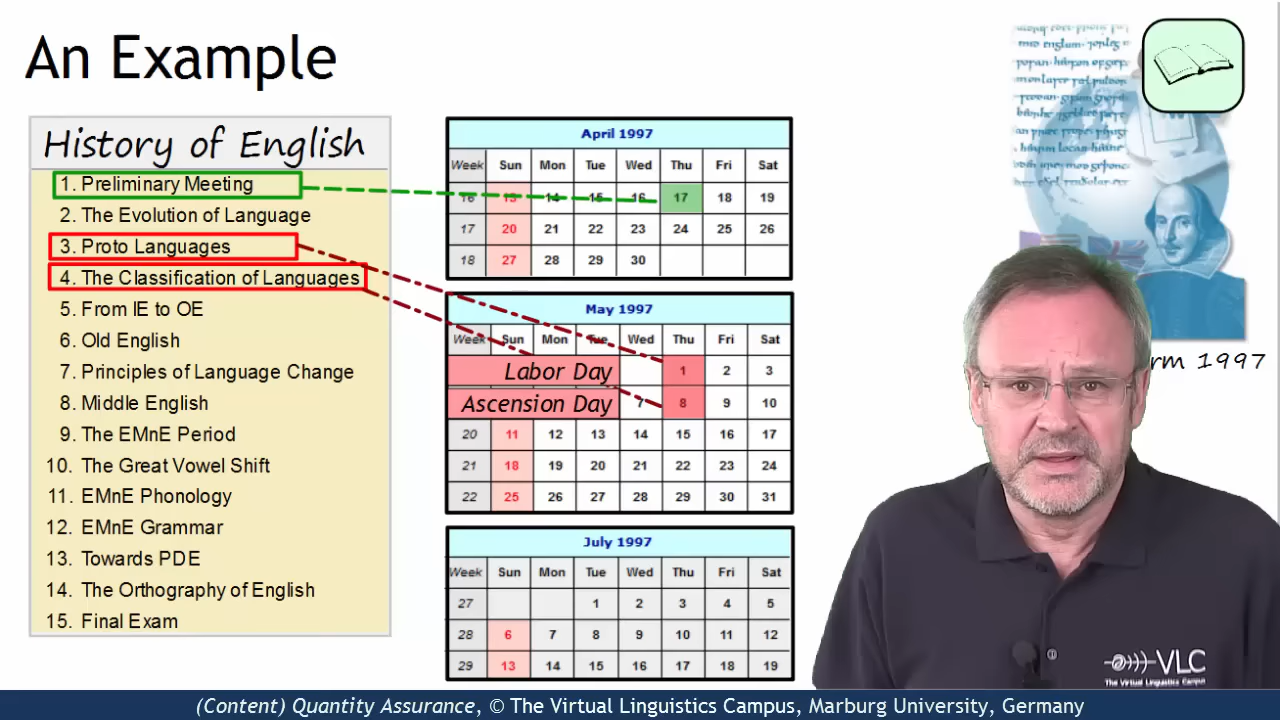 An Example
History of English
1. Preliminary Meeting
2. The Evolution of Language
3. Proto Languages
4. The Classification of Languages
5. From IE to OE
6. Old English
7. Principles of Language Change
8. Middle English
9. The EMnE Period
10. The Great Vowel Shift
11. EMnE Phonology
12. EMnE Grammar
13. Towards PDE
14. The Orthography of English
15. Final Exam
April 1997
Week Sun Mon Tue Wed Thu Fri Sat
16 13 14 15 16 17 18 19
17 20 21 22 23 24 25 26
18 27 28 29 30
May 1997
Week Sun Mon Tue Wed Thu Fri Sat
Labor Day 1 2 3
Ascension Day 7 8 9 10
20 11 12 13 14 15 16 17
21 18 19 20 21 22 23 24
22 25 26 27 28 29 30 31
July 1997
Week Sun Mon Tue Wed Thu Fri Sat
27 1 2 3 4 5
28 6 7 8 9 10 11 12
29 13 14 15 16 17 18 19
rm 1997
VLC
The Virtual Linguistics Campus
(Content) Quantity Assurance, © The Virtual Linguistics Campus, Marburg University, Germany